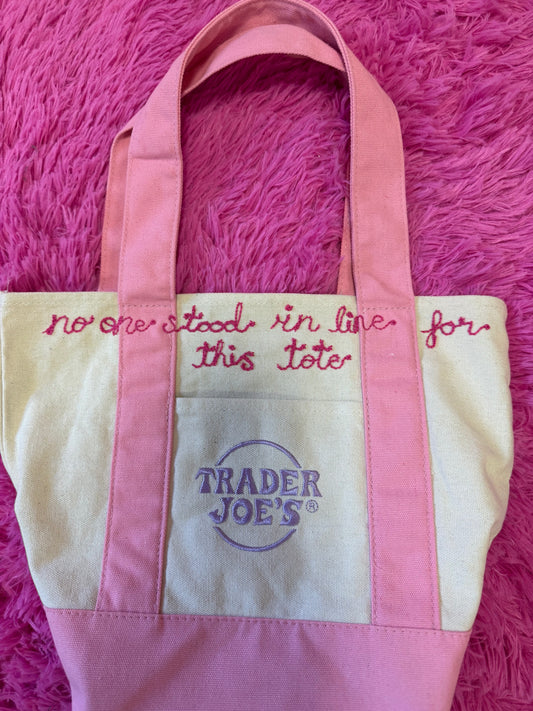 no one stood in line for
this tote
TRADER
JOE'S®